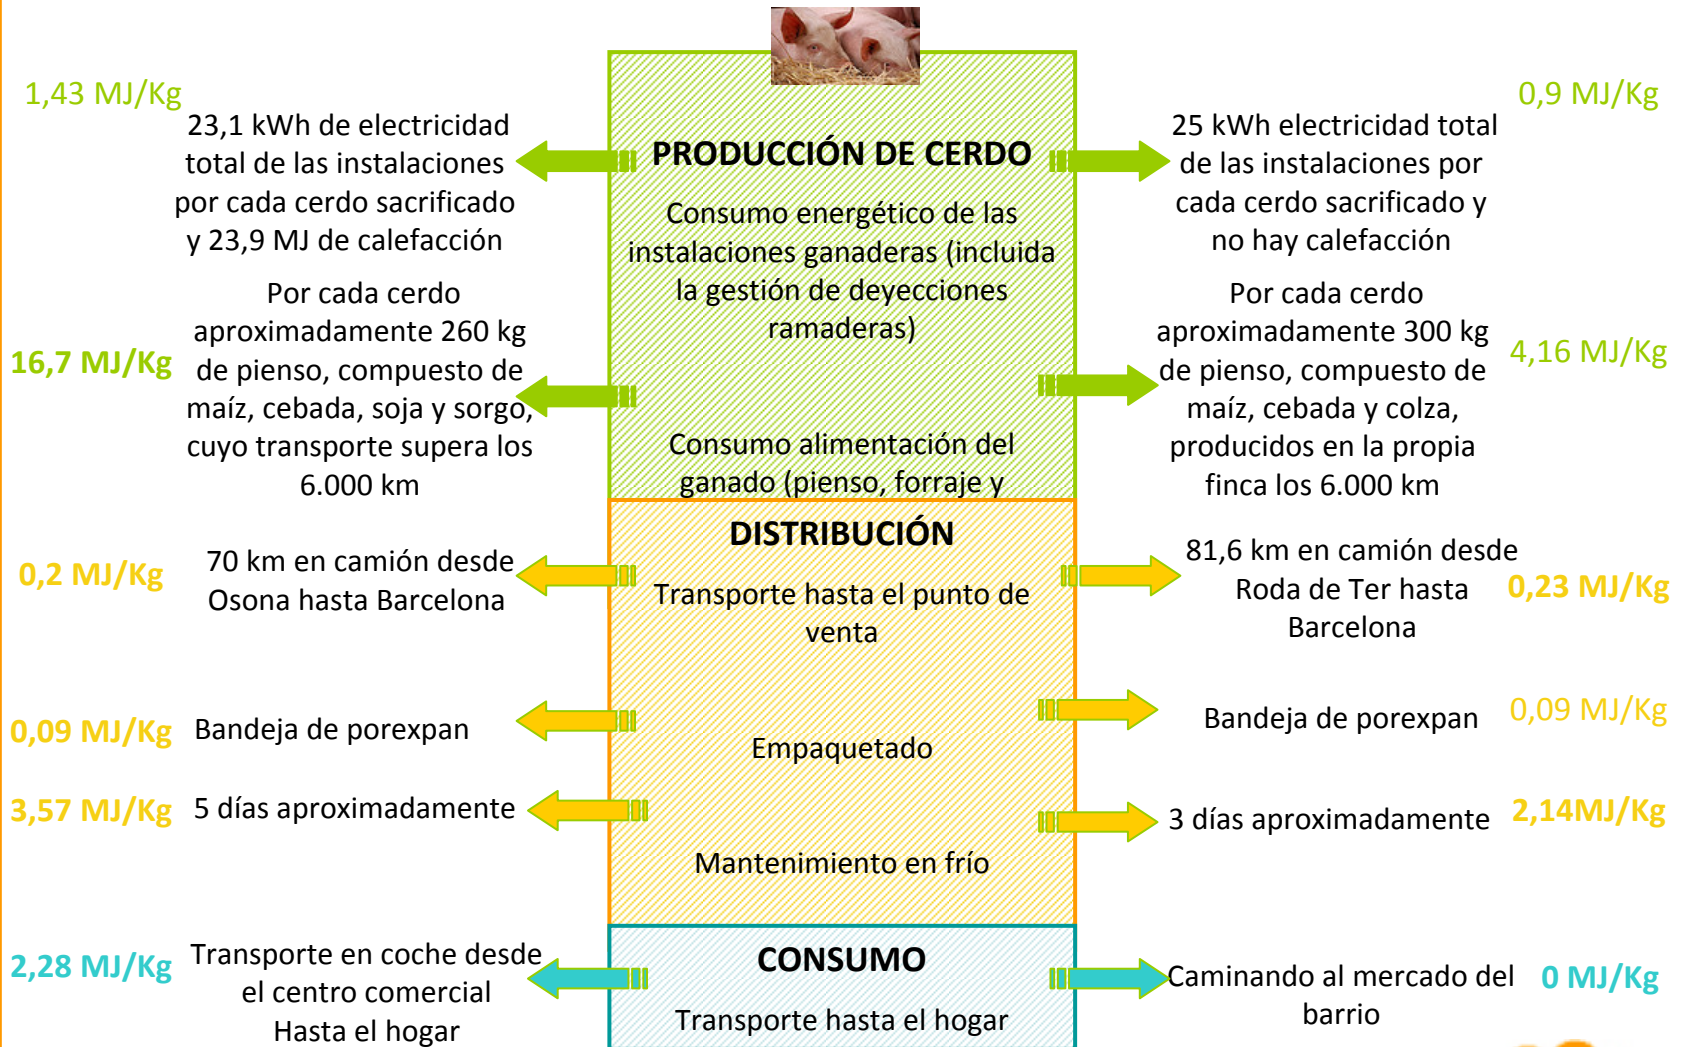 1,43 MJ/Kg
23,1 kWh de electricidad
total de las instalaciones
por cada cerdo sacrificado
y 23,9 MJ de calefacción
PRODUCCIÓN DE CERDO
Consumo energético de las
instalaciones ganaderas (incluida
la gestión de deyecciones
ramaderas)
25 kWh electricidad total
de las instalaciones por
cada cerdo sacrificado y
no hay calefacción
0,9 MJ/Kg
16,7 MJ/Kg
Por cada cerdo
aproximadamente 260 kg
de pienso, compuesto de
maíz, cebada, soja y sorgo,
cuyo transporte supera los
6.000 km
Consumo alimentación del
ganado (pienso, forraje y
Por cada cerdo
aproximadamente 300 kg
de pienso, compuesto de
maíz, cebada y colza,
producidos en la propia
finca los 6.000 km
4,16 MJ/Kg
DISTRIBUCIÓN
0,2 MJ/Kg
70 km en camión desde
Osona hasta Barcelona
Transporte hasta el punto de
venta
81,6 km en camión desde
Roda de Ter hasta
Barcelona
0,23 MJ/Kg
0,09 MJ/Kg
Bandeja de porexpan
Empaquetado
Bandeja de porexpan
0,09 MJ/Kg
3,57 MJ/Kg
5 días aproximadamente
Mantenimiento en frío
3 días aproximadamente
2,14MJ/Kg
CONSUMO
2,28 MJ/Kg
Transporte en coche desde
el centro comercial
Hasta el hogar
Transporte hasta el hogar
Caminando al mercado del
barrio
0 MJ/Kg